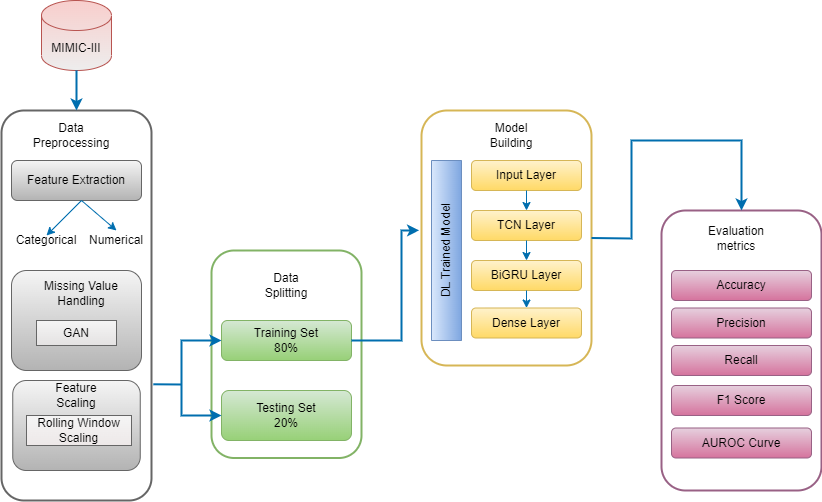 MIMIC-III
Data
Preprocessing
Feature Extraction
Categorical
Numerical
Missing Value
Handling
GAN
Feature
Scaling
Rolling Window
Scaling
Data
Splitting
Training Set
80%
Testing Set
20%
Model
Building
DL Trained Model
Input Layer
TCN Layer
BiGRU Layer
Dense Layer
Evaluation
metrics
Accuracy
Precision
Recall
F1 Score
AUROC Curve